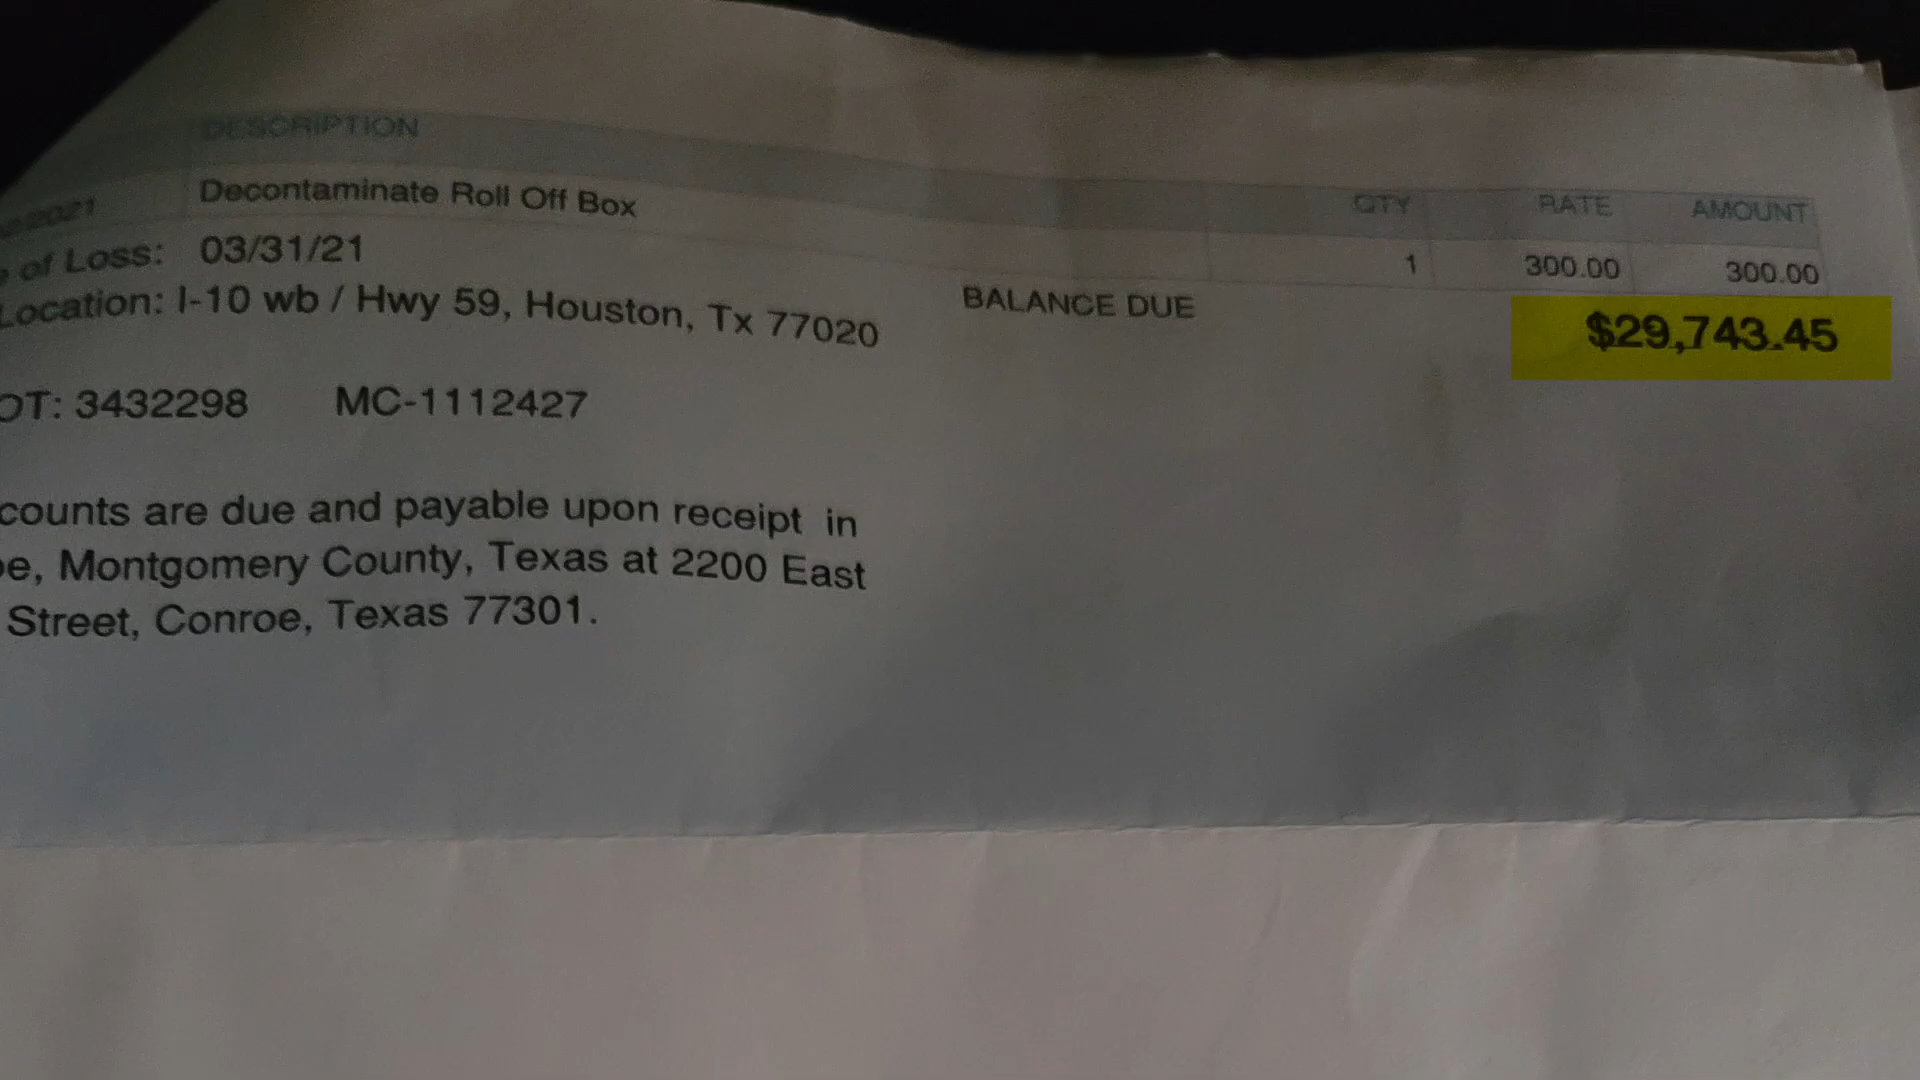 DESCRIPTION QTY RATE AMOUNT
Decontaminate Roll Off Box 1 300.00 300.00
of Loss: 03/31/21
Location: I-10 wb / Hwy 59, Houston, Tx 77020
BALANCE DUE $29,743.45
OT: 3432298 MC-1112427
counts are due and payable upon receipt in
e, Montgomery County, Texas at 2200 East
Street, Conroe, Texas 77301.